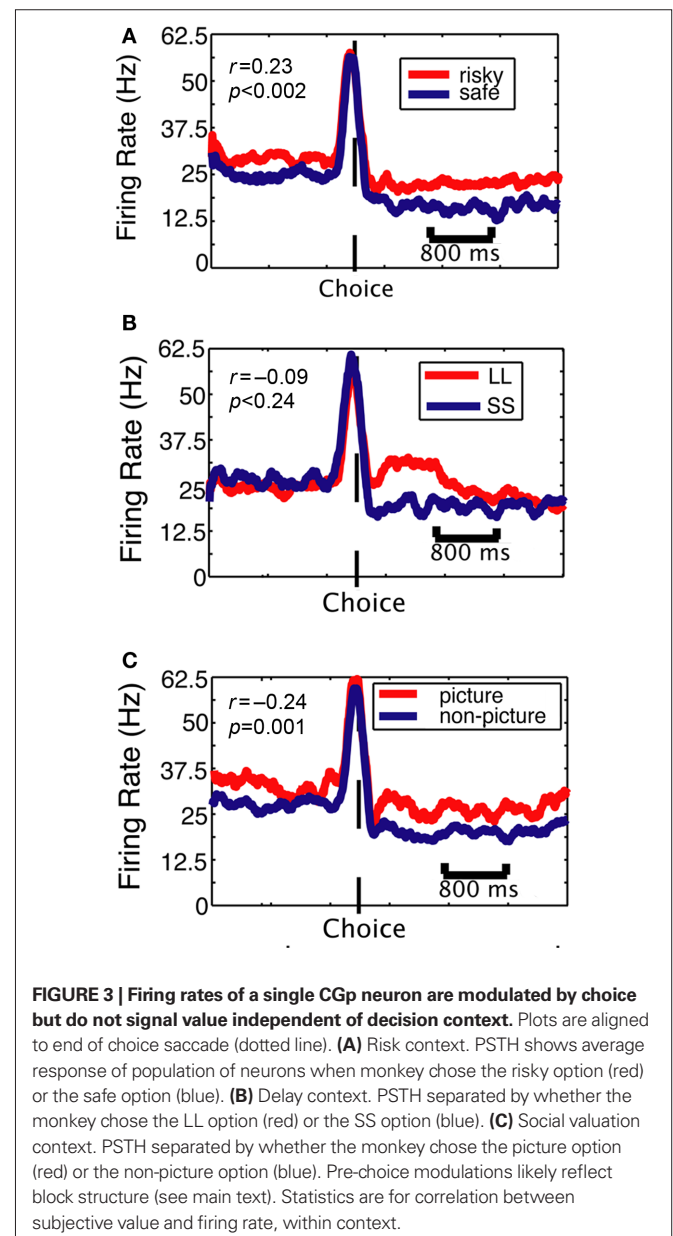 A
62.5
50
37.5
25
12.5
0
Firing Rate (Hz)
r=0.23
p<0.002
risky
safe
800 ms
Choice
B
62.5
50
37.5
25
12.5
0
Firing Rate (Hz)
r=–0.09
p<0.24
LL
SS
800 ms
Choice
C
62.5
50
37.5
25
12.5
0
Firing Rate (Hz)
r=–0.24
p=0.001
picture
non-picture
800 ms
Choice
FIGURE 3 | Firing rates of a single CGp neuron are modulated by choice
but do not signal value independent of decision context. Plots are aligned
to end of choice saccade (dotted line). (A) Risk context. PSTH shows average
response of population of neurons when monkey chose the risky option (red)
or the safe option (blue). (B) Delay context. PSTH separated by whether the
monkey chose the LL option (red) or the SS option (blue). (C) Social valuation
context. PSTH separated by whether the monkey chose the picture option
(red) or the non-picture option (blue). Pre-choice modulations likely reflect
block structure (see main text). Statistics are for correlation between
subjective value and firing rate, within context.